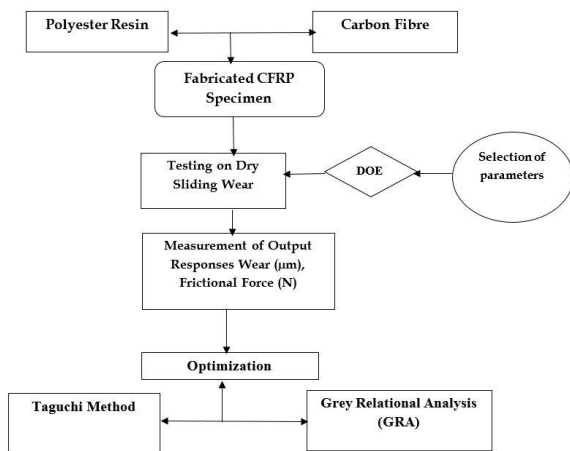 Polyester Resin
Carbon Fibre
Fabricated CFRP
Specimen
Testing on Dry
Sliding Wear
DOE
Selection of
parameters
Measurement of Output
Responses Wear (µm),
Frictional Force (N)
Optimization
Taguchi Method
Grey Relational Analysis
(GRA)